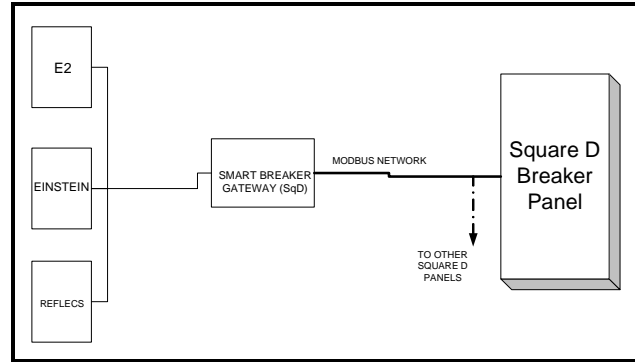 E2
EINSTEIN
REFLECS
SMART BREAKER
GATEWAY (SqD)
MODBUS NETWORK
TO OTHER
SQUARE D
PANELS
Square D
Breaker
Panel